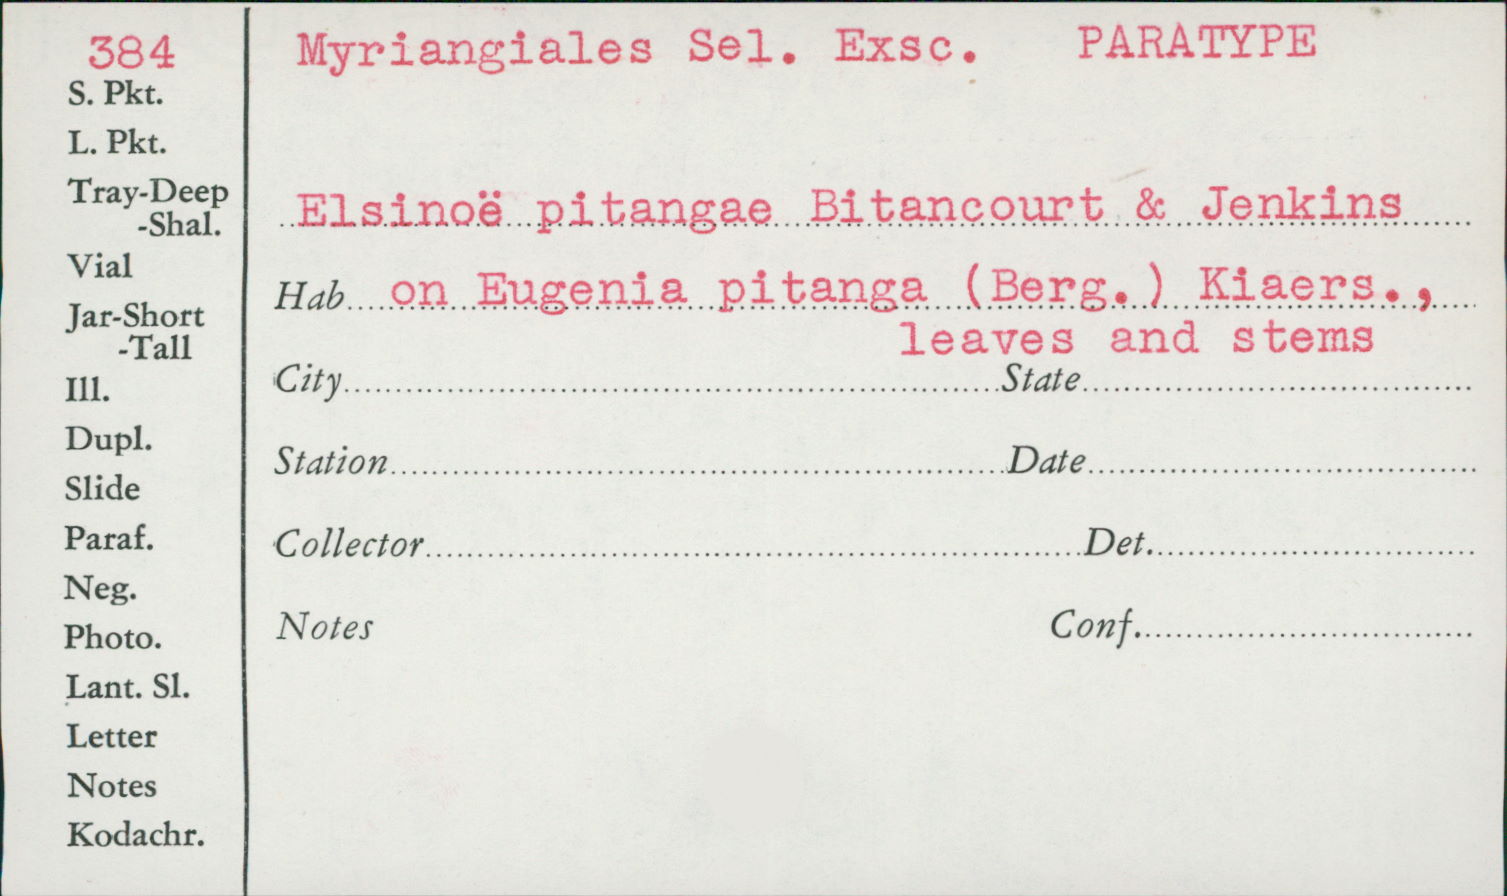 384
S. Pkt.
L. Pkt.
Tray-Deep
-Shal.
Vial
Jar-Short
-Tall
Ill.
Dupl.
Slide
Paraf.
Neg.
Photo.
Lant. Sl.
Letter
Notes
Kodachr.
Myriangiales Sel. Exsc. PARATYPE
Elsinoë pitangae Bitancourt & Jenkins
Hab. on Eugenia pitanga (Berg.) Kiaers.,
leaves and stems
City State
Station Date
Collector Det.
Notes Conf.